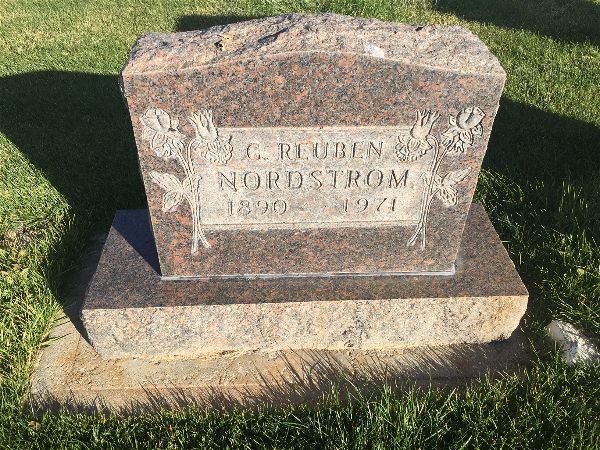 G. REUBEN
NORDSTROM
1890 - 1971